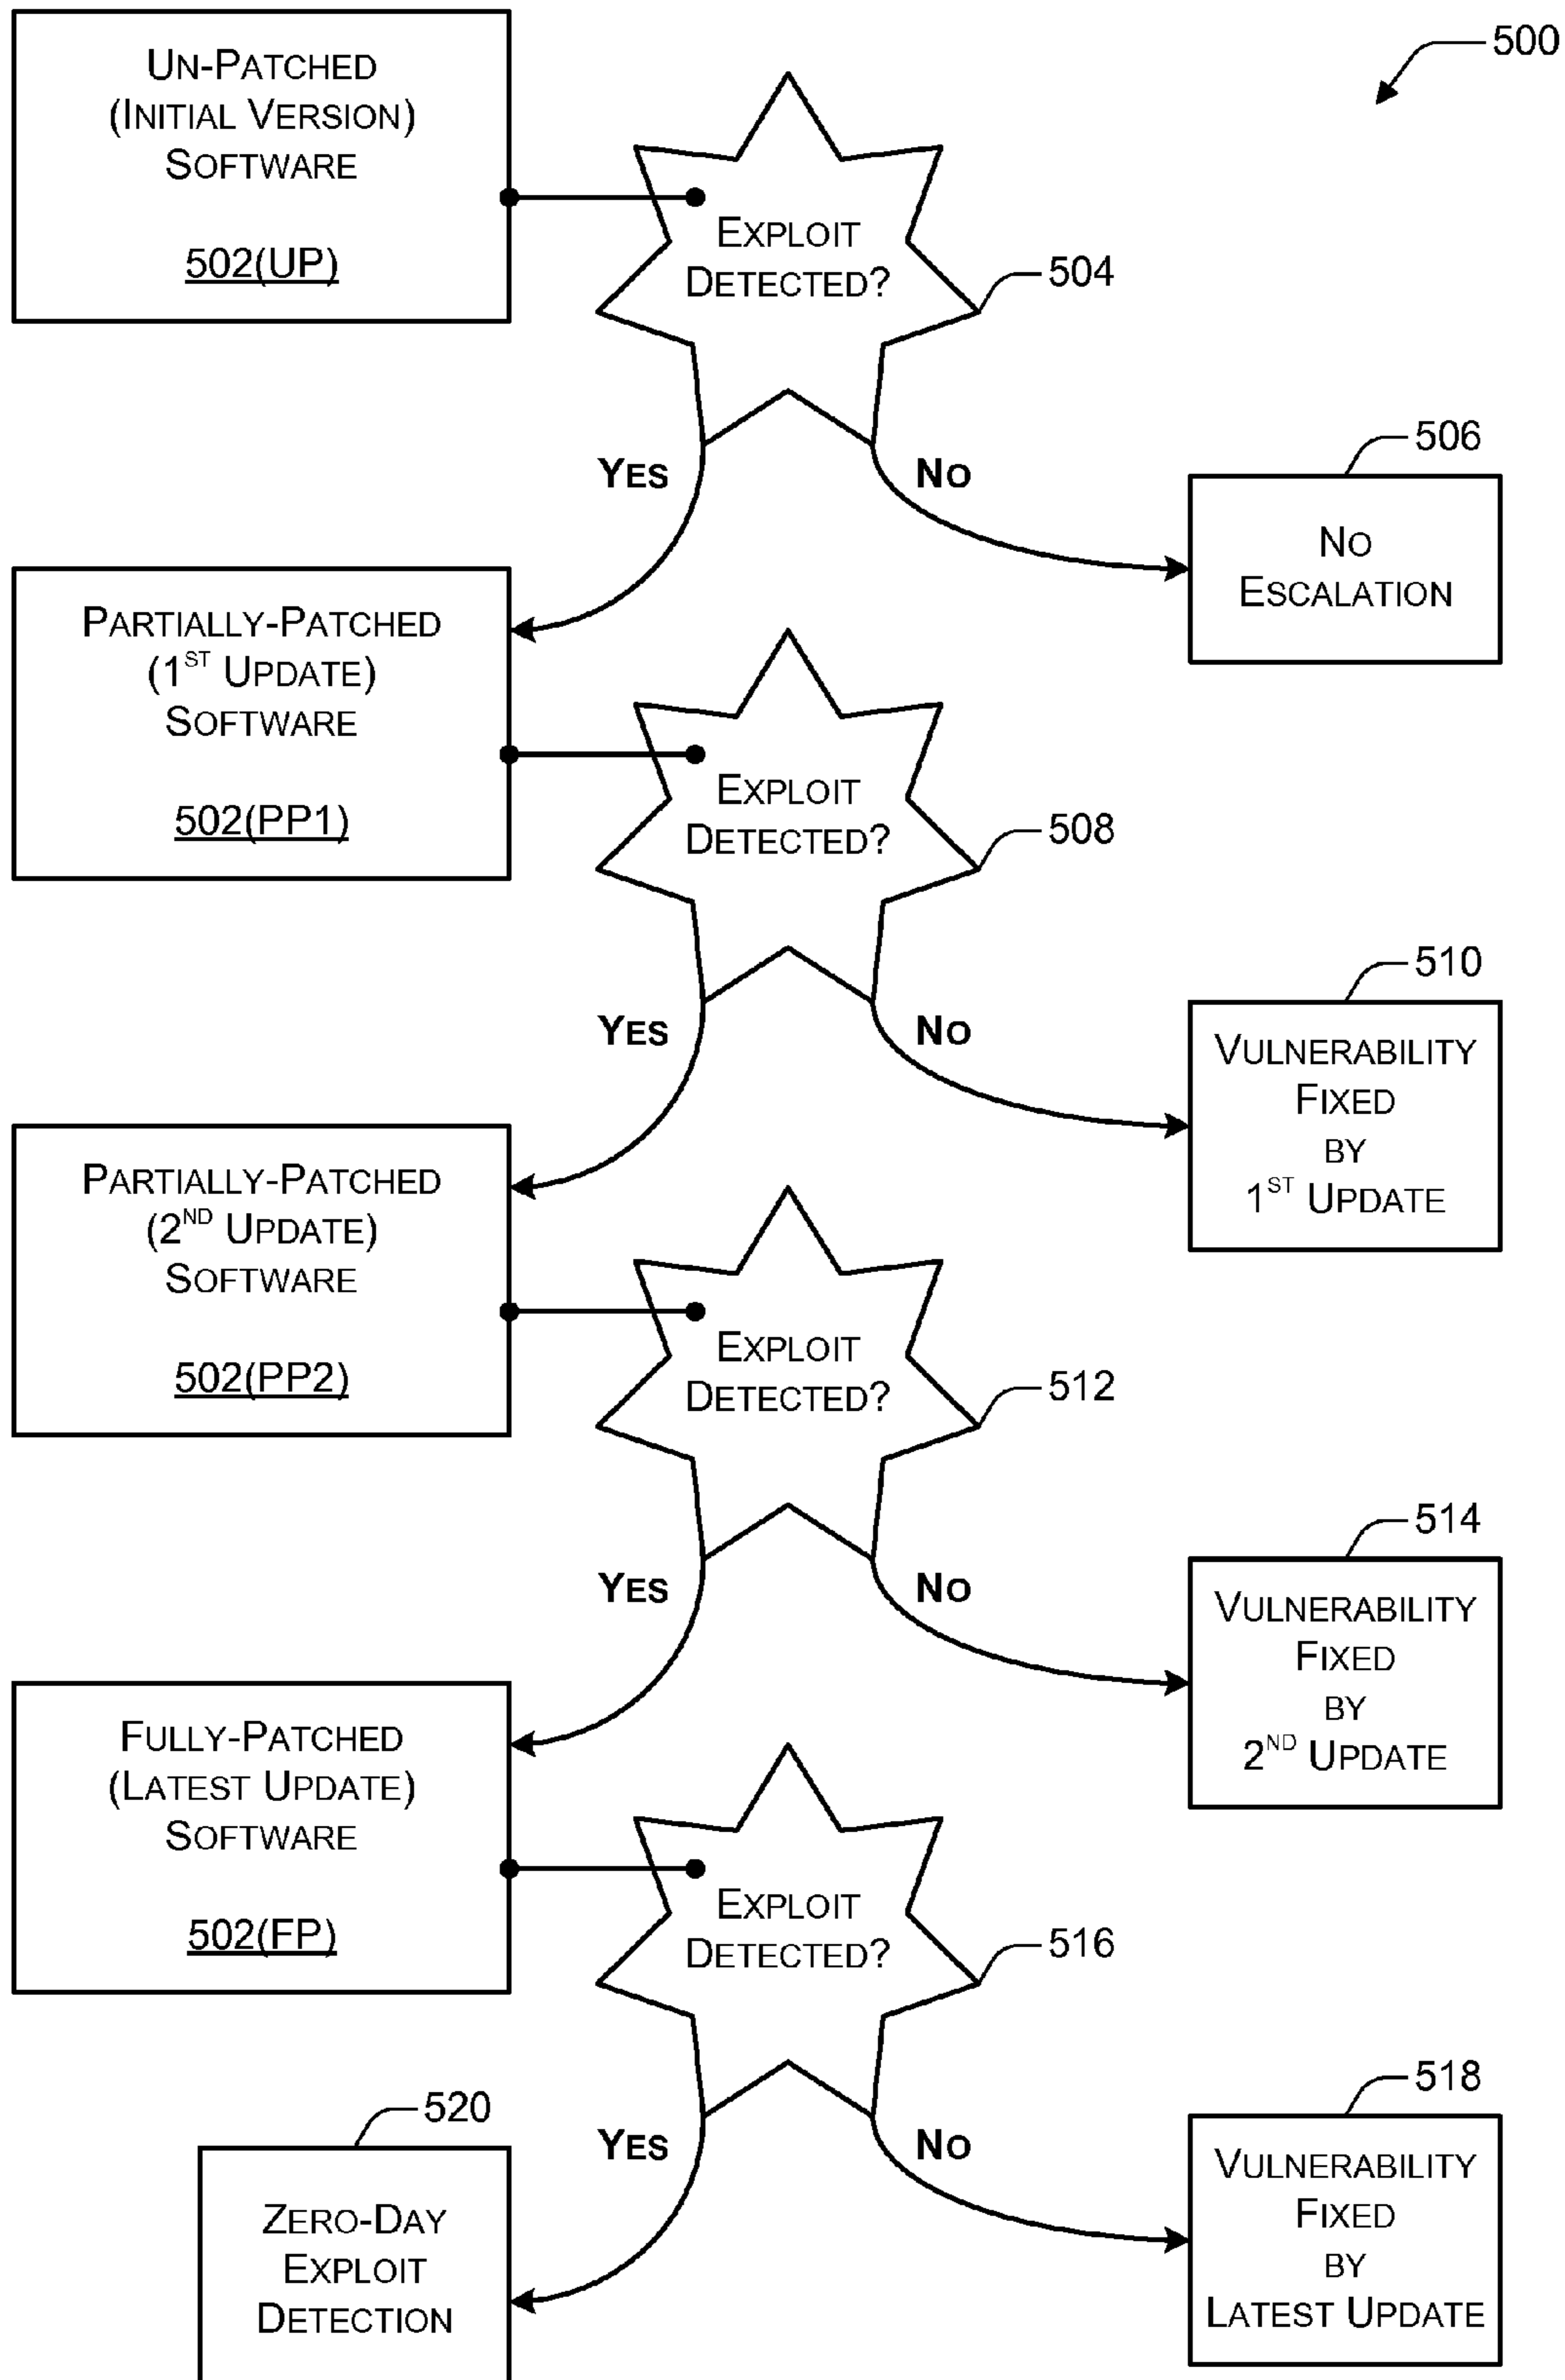 500
UN-PATCHED
(INITIAL VERSION)
SOFTWARE
502(UP)
EXPLOIT
DETECTED?
504
YES
NO
506
NO
ESCALATION
PARTIALLY-PATCHED
(1ST UPDATE)
SOFTWARE
502(PP1)
EXPLOIT
DETECTED?
508
YES
NO
510
VULNERABILITY
FIXED
BY
1ST UPDATE
PARTIALLY-PATCHED
(2ND UPDATE)
SOFTWARE
502(PP2)
EXPLOIT
DETECTED?
512
YES
NO
514
VULNERABILITY
FIXED
BY
2ND UPDATE
FULLY-PATCHED
(LATEST UPDATE)
SOFTWARE
502(FP)
EXPLOIT
DETECTED?
516
YES
NO
518
VULNERABILITY
FIXED
BY
LATEST UPDATE
520
ZERO-DAY
EXPLOIT
DETECTION